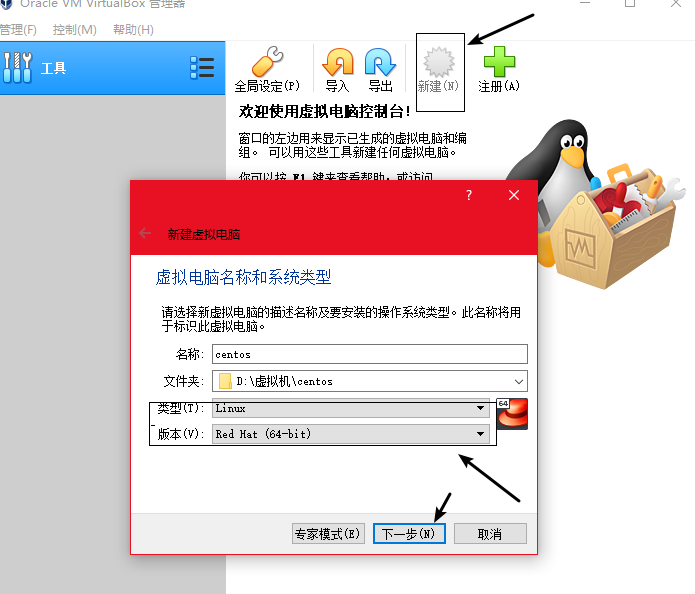 Oracle VM VirtualBox 管理器
管理(F) 控制(M) 帮助(H)
工具
全局设定(P) 导入 导出 新建(N) 注册(A)
欢迎使用虚拟电脑控制台!
窗口的左边用来显示已生成的虚拟电脑和编
组。 可以用这些工具新建任何虚拟电脑。
你可以按 F1 键来查看帮助，或访问
?
新建虚拟电脑
虚拟电脑名称和系统类型
请选择新虚拟电脑的描述名称及要安装的操作系统类型。此名称将用
于标识此虚拟电脑。
名称: centos
文件夹: D:\虚拟机\centos
类型(T): Linux
64
版本(V): Red Hat (64-bit)
专家模式(E) 下一步(N) 取消